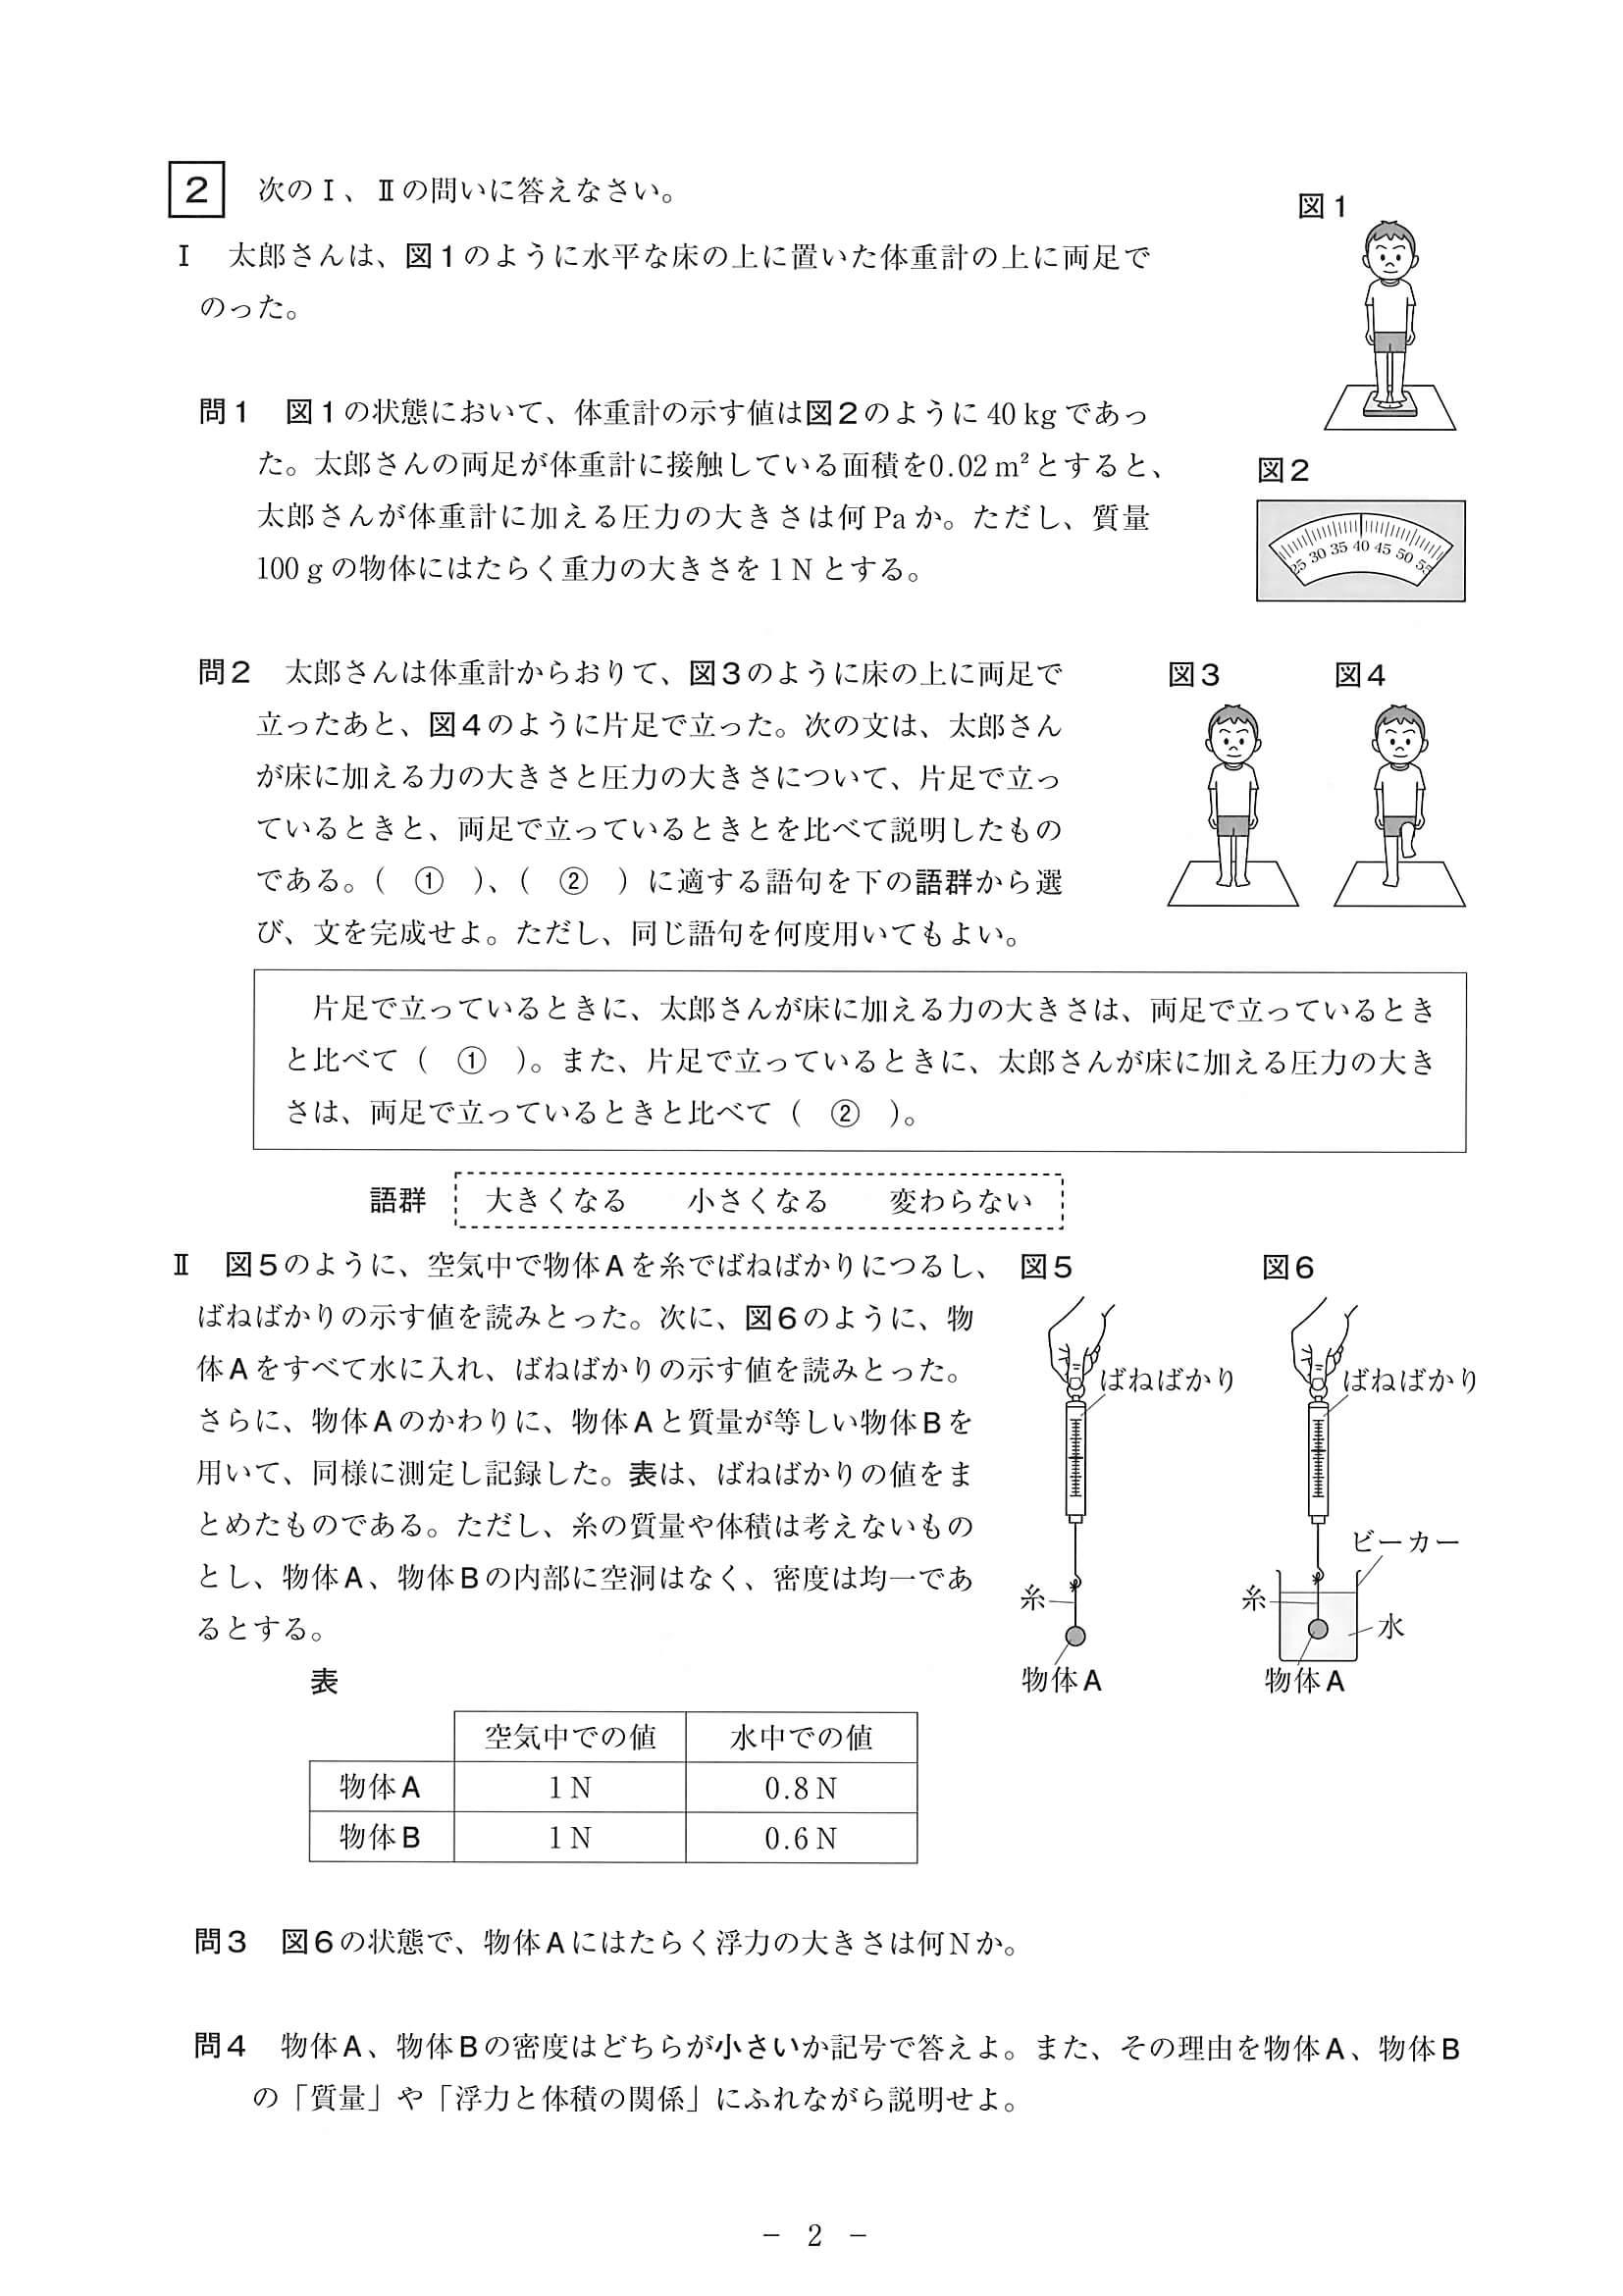 2 次のⅠ、Ⅱの問いに答えなさい。
図1
Ⅰ 太郎さんは、図1のように水平な床の上に置いた体重計の上に両足で
のった。
問1 図1の状態において、体重計の示す値は図2のように 40 kg であっ
た。太郎さんの両足が体重計に接触している面積を0.02 m²とすると、
太郎さんが体重計に加える圧力の大きさは何 Pa か。ただし、質量
100 g の物体にはたらく重力の大きさを 1 N とする。
図2
25 30 35 40 45 50 55
問2 太郎さんは体重計からおりて、図3のように床の上に両足で
立ったあと、図4のように片足で立った。次の文は、太郎さん
が床に加える力の大きさと圧力の大きさについて、片足で立っ
ているときと、両足で立っているときとを比べて説明したもの
である。( ① )、( ② )に適する語句を下の語群から選
び、文を完成せよ。ただし、同じ語句を何度用いてもよい。
図3 図4
片足で立っているときに、太郎さんが床に加える力の大きさは、両足で立っているとき
と比べて( ① )。また、片足で立っているときに、太郎さんが床に加える圧力の大き
さは、両足で立っているときと比べて( ② )。
語群 大きくなる 小さくなる 変わらない
Ⅱ 図5のように、空気中で物体Aを糸でばねばかりにつるし、
ばねばかりの示す値を読みとった。次に、図6のように、物
体Aをすべて水に入れ、ばねばかりの示す値を読みとった。
さらに、物体Aのかわりに、物体Aと質量が等しい物体Bを
用いて、同様に測定し記録した。表は、ばねばかりの値をま
とめたものである。ただし、糸の質量や体積は考えないもの
とし、物体A、物体Bの内部に空洞はなく、密度は均一であ
るとする。
図5
ばねばかり
糸
物体A
図6
ばねばかり
ビーカー
糸
水
物体A
表
空気中での値 水中での値
物体A 1 N 0.8 N
物体B 1 N 0.6 N
問3 図6の状態で、物体Aにはたらく浮力の大きさは何Nか。
問4 物体A、物体Bの密度はどちらが小さいか記号で答えよ。また、その理由を物体A、物体B
の「質量」や「浮力と体積の関係」にふれながら説明せよ。
－ 2 －